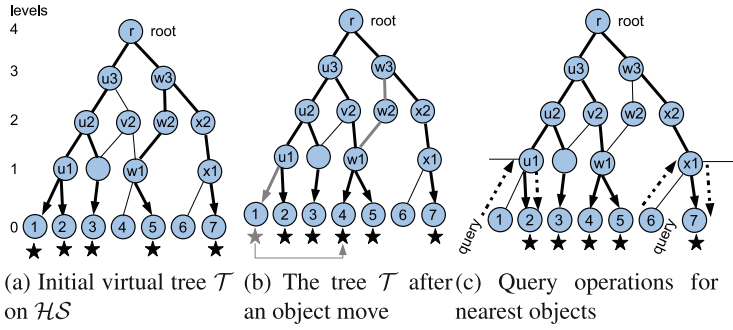 levels
4 r root r root r root
3 u3 w3 u3 w3 u3 w3
2 u2 v2 w2 x2 u2 v2 w2 x2 u2 v2 w2 x2
1 u1 w1 x1 u1 w1 x1 u1 w1 x1
0 1 2 3 4 5 6 7 1 2 3 4 5 6 7 1 2 3 4 5 6 7
query query
(a) Initial virtual tree 𝒯 (b) The tree 𝒯 after (c) Query operations for
on ℋ𝒮 an object move nearest objects